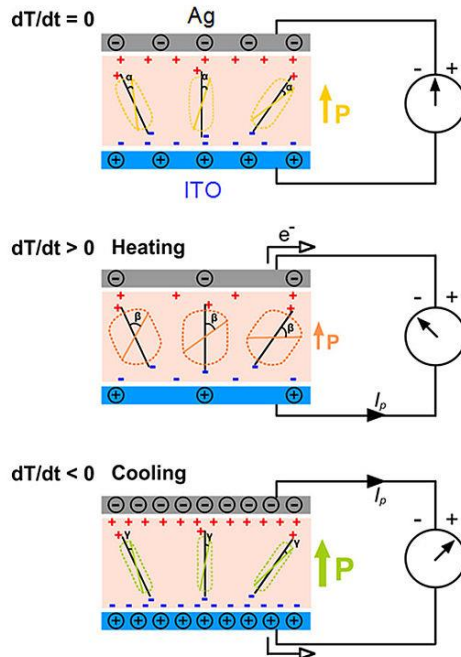 dT/dt = 0 Ag
- - - - -
+ + + + + + +
+ + +
α α α
P
- - -
- - - - - - -
+ + + + +
ITO
- +
dT/dt > 0 Heating
e-
- - -
+ + + +
+ + +
β β β
P
- - -
- - - -
+ + +
Ip
- +
dT/dt < 0 Cooling
Ip
- - - - - - - - -
+ + + + + + + + + + +
+ + +
γ γ γ
P
- - -
- - - - - - - - - - -
+ + + + + + + + +
- +